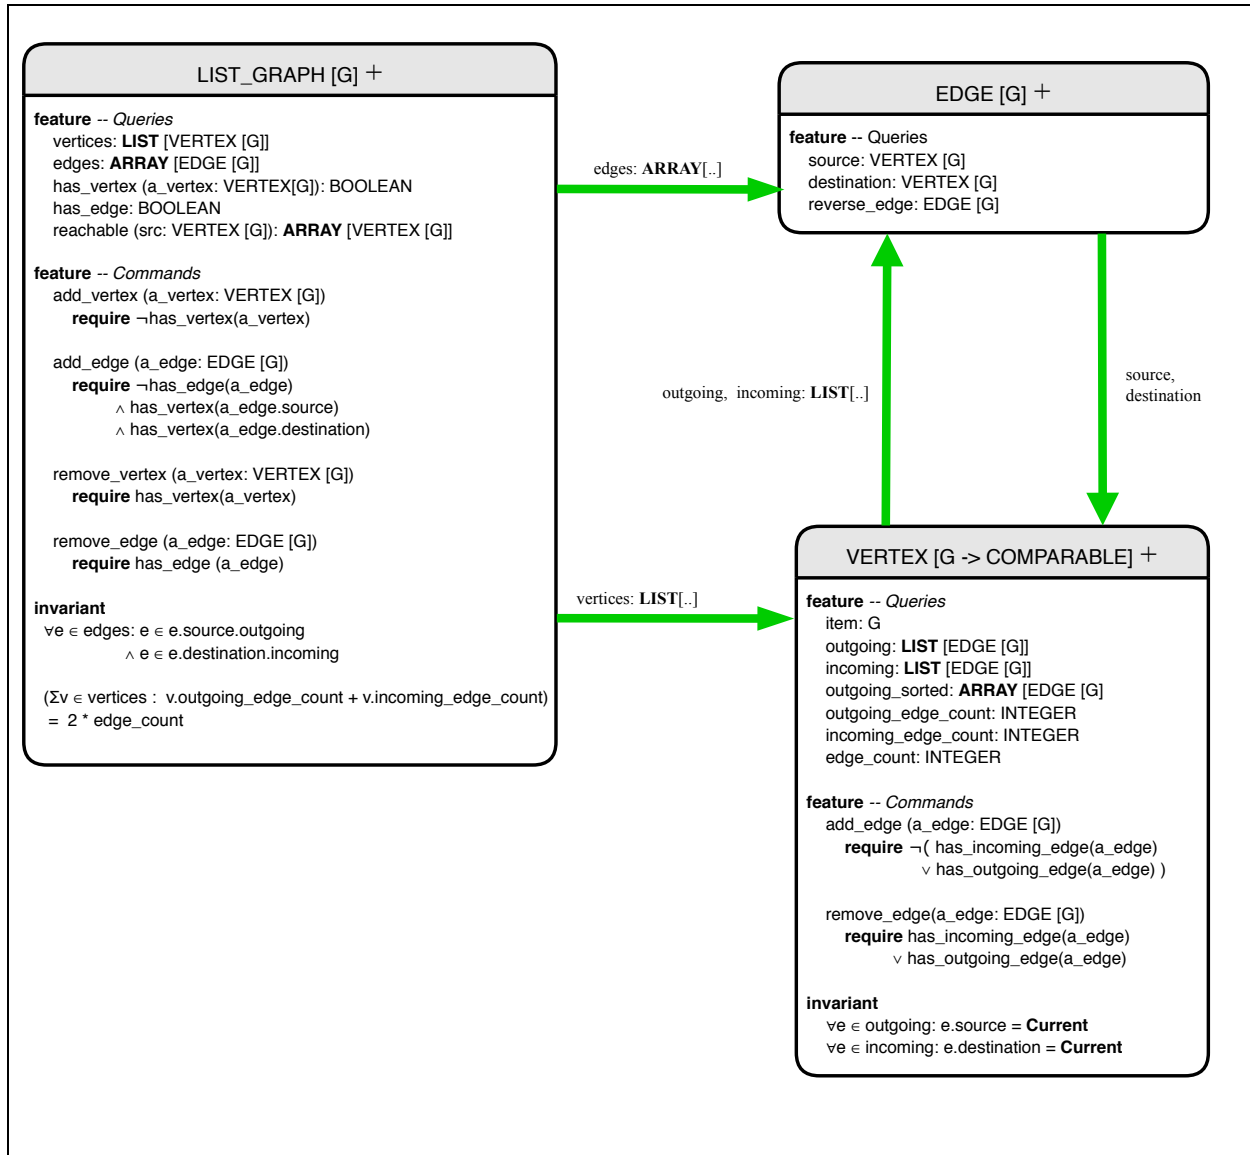 LIST_GRAPH [G] +
feature -- Queries
vertices: LIST [VERTEX [G]]
edges: ARRAY [EDGE [G]]
has_vertex (a_vertex: VERTEX[G]): BOOLEAN
has_edge: BOOLEAN
reachable (src: VERTEX [G]): ARRAY [VERTEX [G]]
feature -- Commands
add_vertex (a_vertex: VERTEX [G])
require ¬has_vertex(a_vertex)
add_edge (a_edge: EDGE [G])
require ¬has_edge(a_edge)
∧ has_vertex(a_edge.source)
∧ has_vertex(a_edge.destination)
remove_vertex (a_vertex: VERTEX [G])
require has_vertex(a_vertex)
remove_edge (a_edge: EDGE [G])
require has_edge (a_edge)
invariant
∀e ∈ edges: e ∈ e.source.outgoing
∧ e ∈ e.destination.incoming
(Σv ∈ vertices : v.outgoing_edge_count + v.incoming_edge_count)
= 2 * edge_count
edges: ARRAY[..]
EDGE [G] +
feature -- Queries
source: VERTEX [G]
destination: VERTEX [G]
reverse_edge: EDGE [G]
outgoing, incoming: LIST[..]
source,
destination
vertices: LIST[..]
VERTEX [G -> COMPARABLE] +
feature -- Queries
item: G
outgoing: LIST [EDGE [G]]
incoming: LIST [EDGE [G]]
outgoing_sorted: ARRAY [EDGE [G]
outgoing_edge_count: INTEGER
incoming_edge_count: INTEGER
edge_count: INTEGER
feature -- Commands
add_edge (a_edge: EDGE [G])
require ¬( has_incoming_edge(a_edge)
∨ has_outgoing_edge(a_edge) )
remove_edge(a_edge: EDGE [G])
require has_incoming_edge(a_edge)
∨ has_outgoing_edge(a_edge)
invariant
∀e ∈ outgoing: e.source = Current
∀e ∈ incoming: e.destination = Current